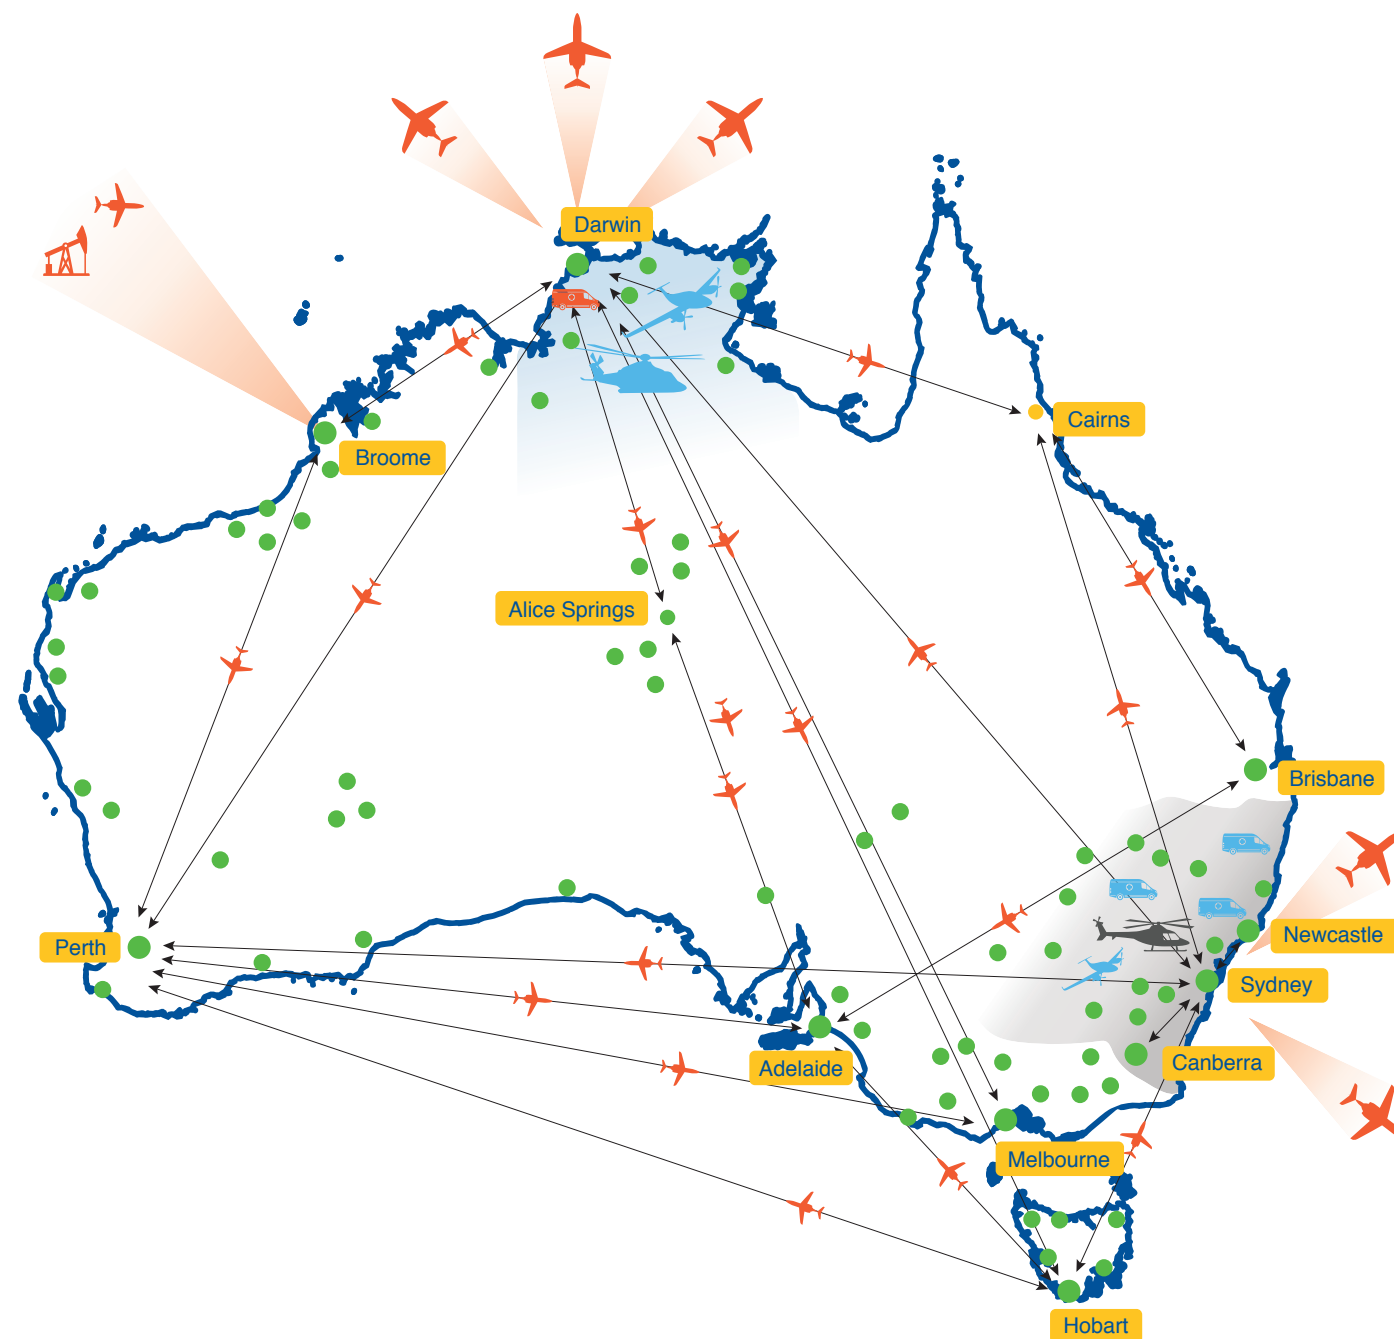 Darwin
Cairns
Broome
Alice Springs
Brisbane
Perth
Newcastle
Sydney
Adelaide
Canberra
Melbourne
Hobart